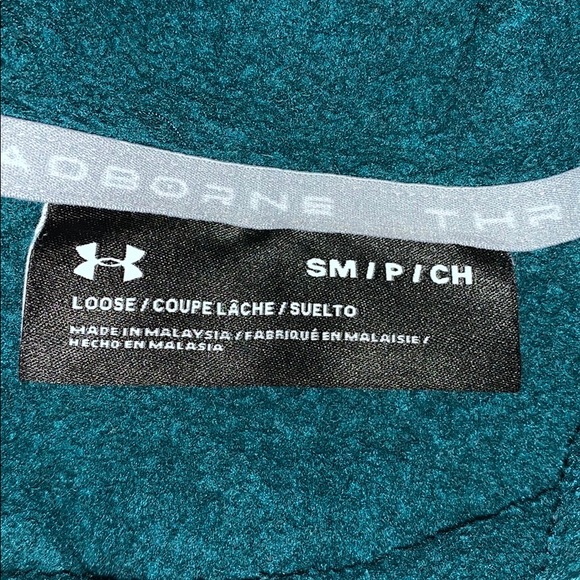 ADBORNE THR
SM / P / CH
LOOSE / COUPE LÂCHE / SUELTO
MADE IN MALAYSIA / FABRIQUÉ EN MALAISIE /
HECHO EN MALASIA